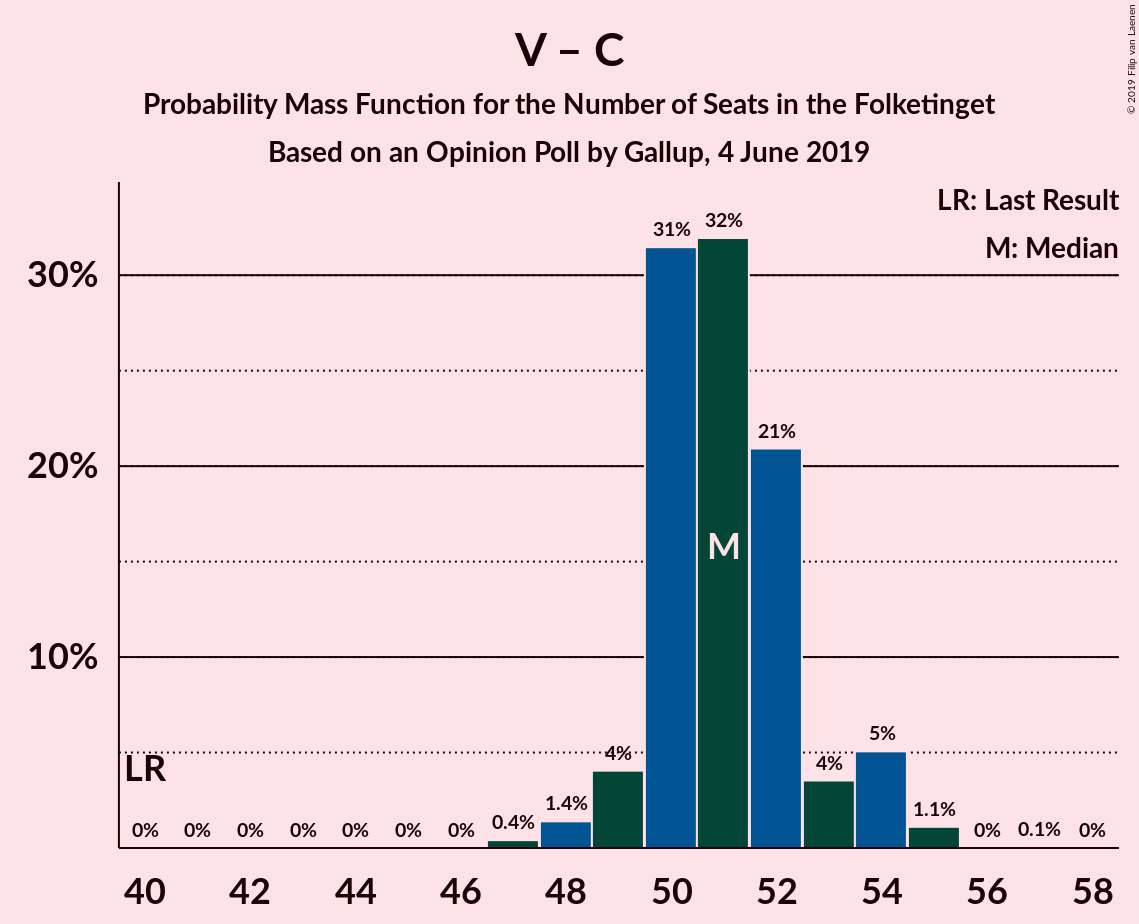 V – C
Probability Mass Function for the Number of Seats in the Folketinget
Based on an Opinion Poll by Gallup, 4 June 2019
© 2019 Filip van Laenen
LR: Last Result
M: Median
30%
20%
10%
LR
M
0% 0% 0% 0% 0% 0% 0% 0.4% 1.4% 4% 31% 32% 21% 4% 5% 1.1% 0% 0.1% 0%
40 42 44 46 48 50 52 54 56 58